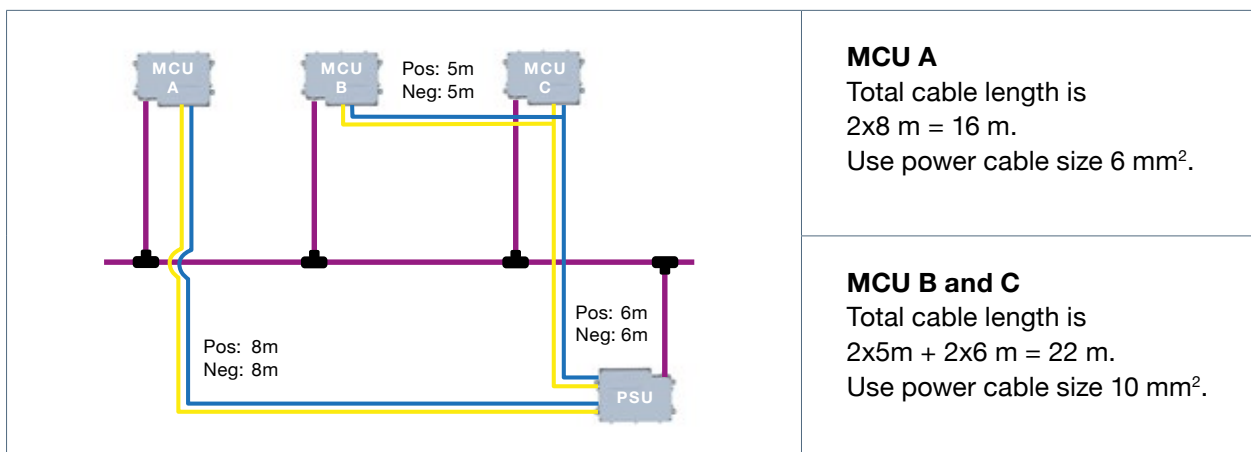 MCU
A
MCU
B
Pos: 5m
Neg: 5m
MCU
C
Pos: 8m
Neg: 8m
Pos: 6m
Neg: 6m
PSU
MCU A
Total cable length is
2x8 m = 16 m.
Use power cable size 6 mm².
MCU B and C
Total cable length is
2x5m + 2x6 m = 22 m.
Use power cable size 10 mm².